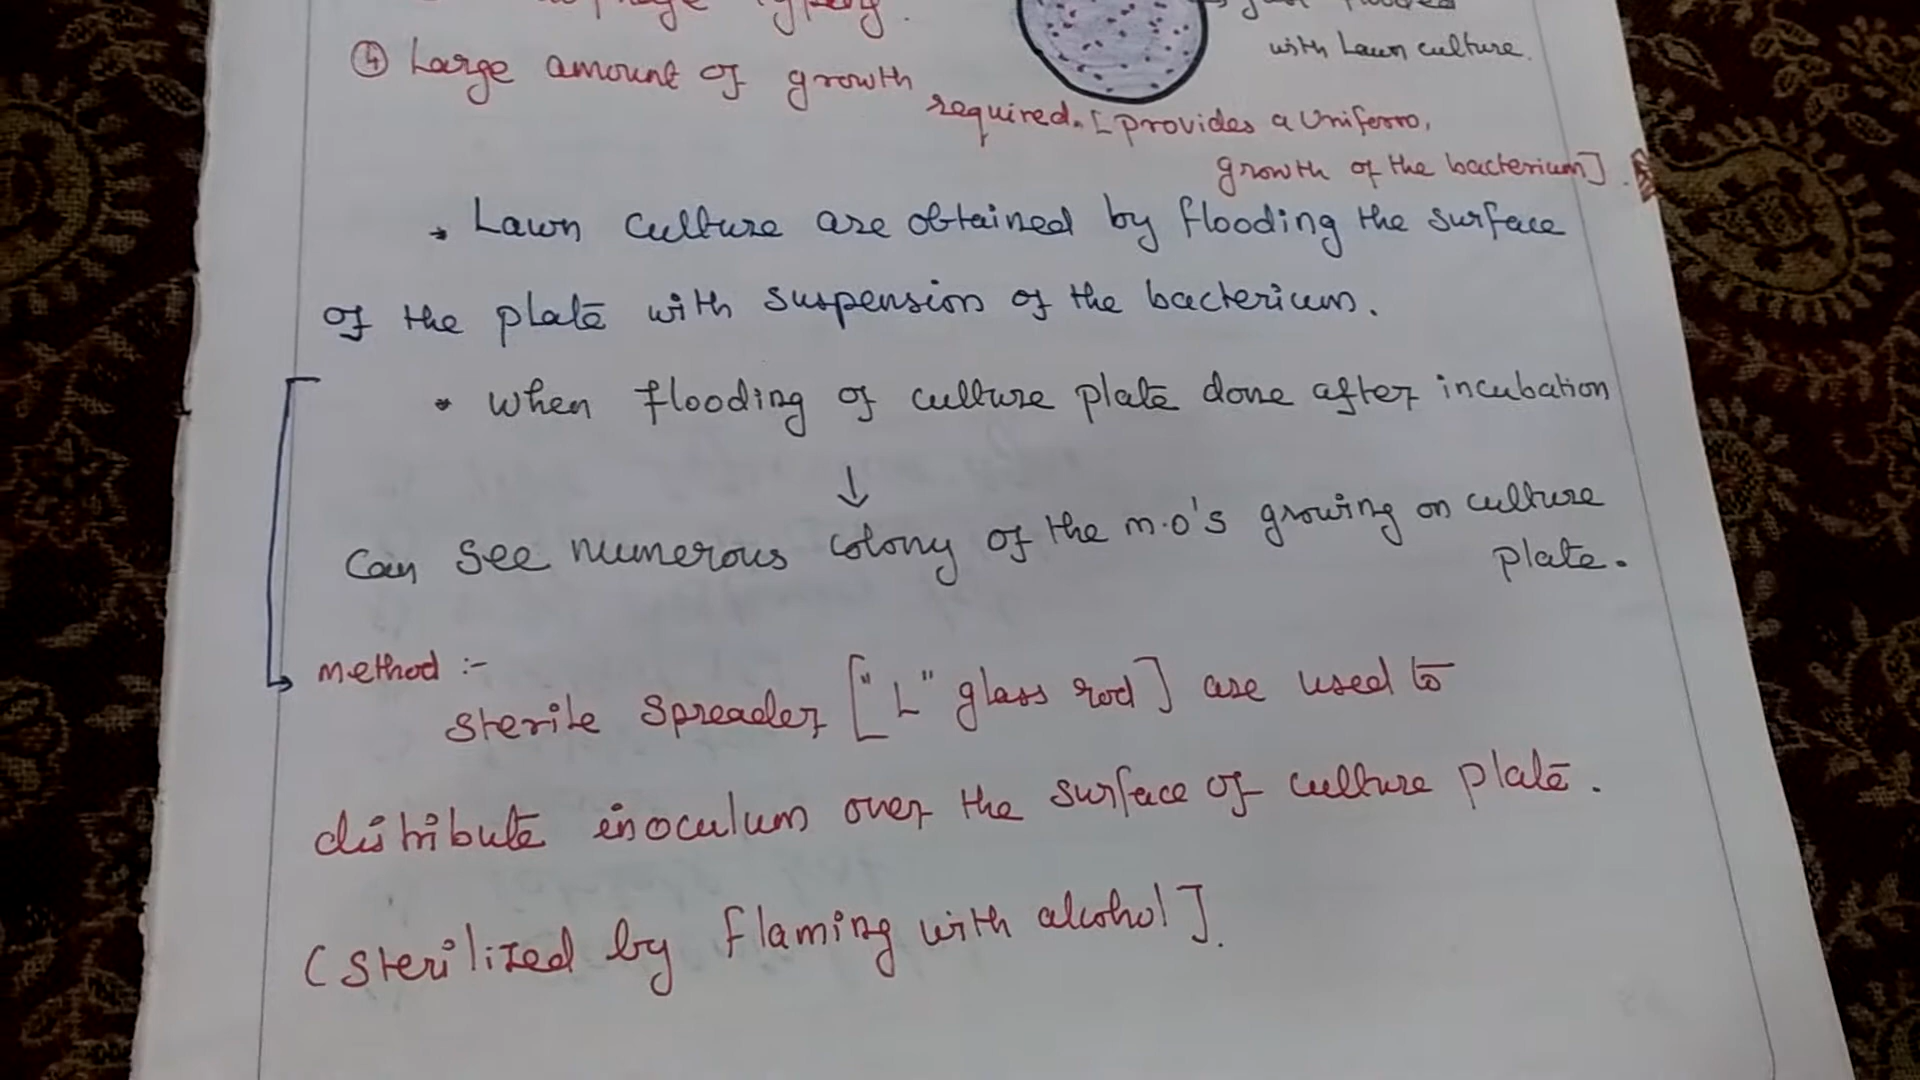 with Lawn culture.
④ Large amount of growth
required. [provides a Uniform,
growth of the bacterium].
→ Lawn culture are obtained by flooding the surface
of the plate with suspension of the bacterium.
• When flooding of culture plate done after incubation
↓
Can see numerous colony of the m.o's growing on culture
plate.
method :-
Sterile spreader ["L" glass rod] are used to
distribute inoculum over the surface of culture plate.
(Sterilized by flaming with alcohol].